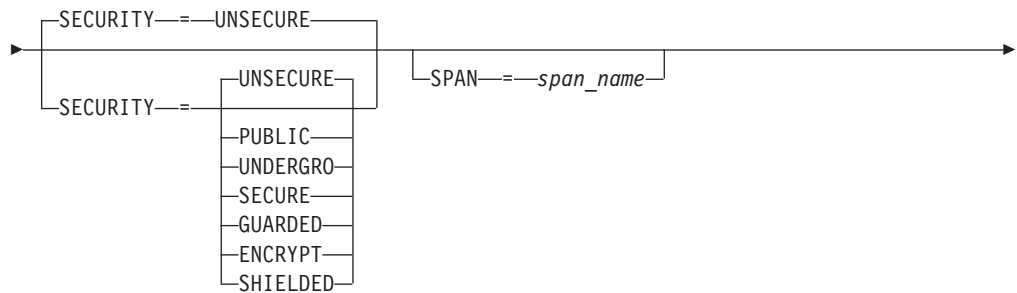 SECURITY = UNSECURE
UNSECURE
SPAN = span_name
SECURITY =
PUBLIC
UNDERGRO
SECURE
GUARDED
ENCRYPT
SHIELDED